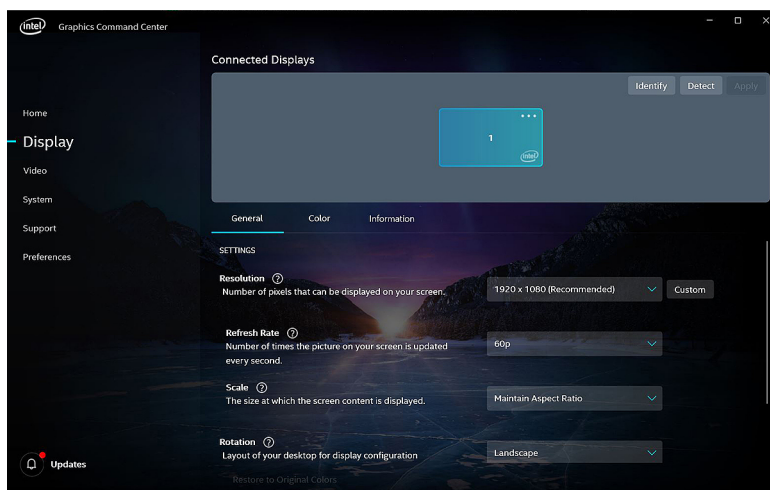 intel Graphics Command Center
Connected Displays
Identify Detect Apply
1
intel
Home
Display
Video
System
Support
Preferences
Updates
General Color Information
SETTINGS
Resolution ?
Number of pixels that can be displayed on your screen.
1920 x 1080 (Recommended)
Custom
Refresh Rate ?
Number of times the picture on your screen is updated
every second.
60p
Scale ?
The size at which the screen content is displayed.
Maintain Aspect Ratio
Rotation ?
Layout of your desktop for display configuration
Landscape
Restore to Original Colors